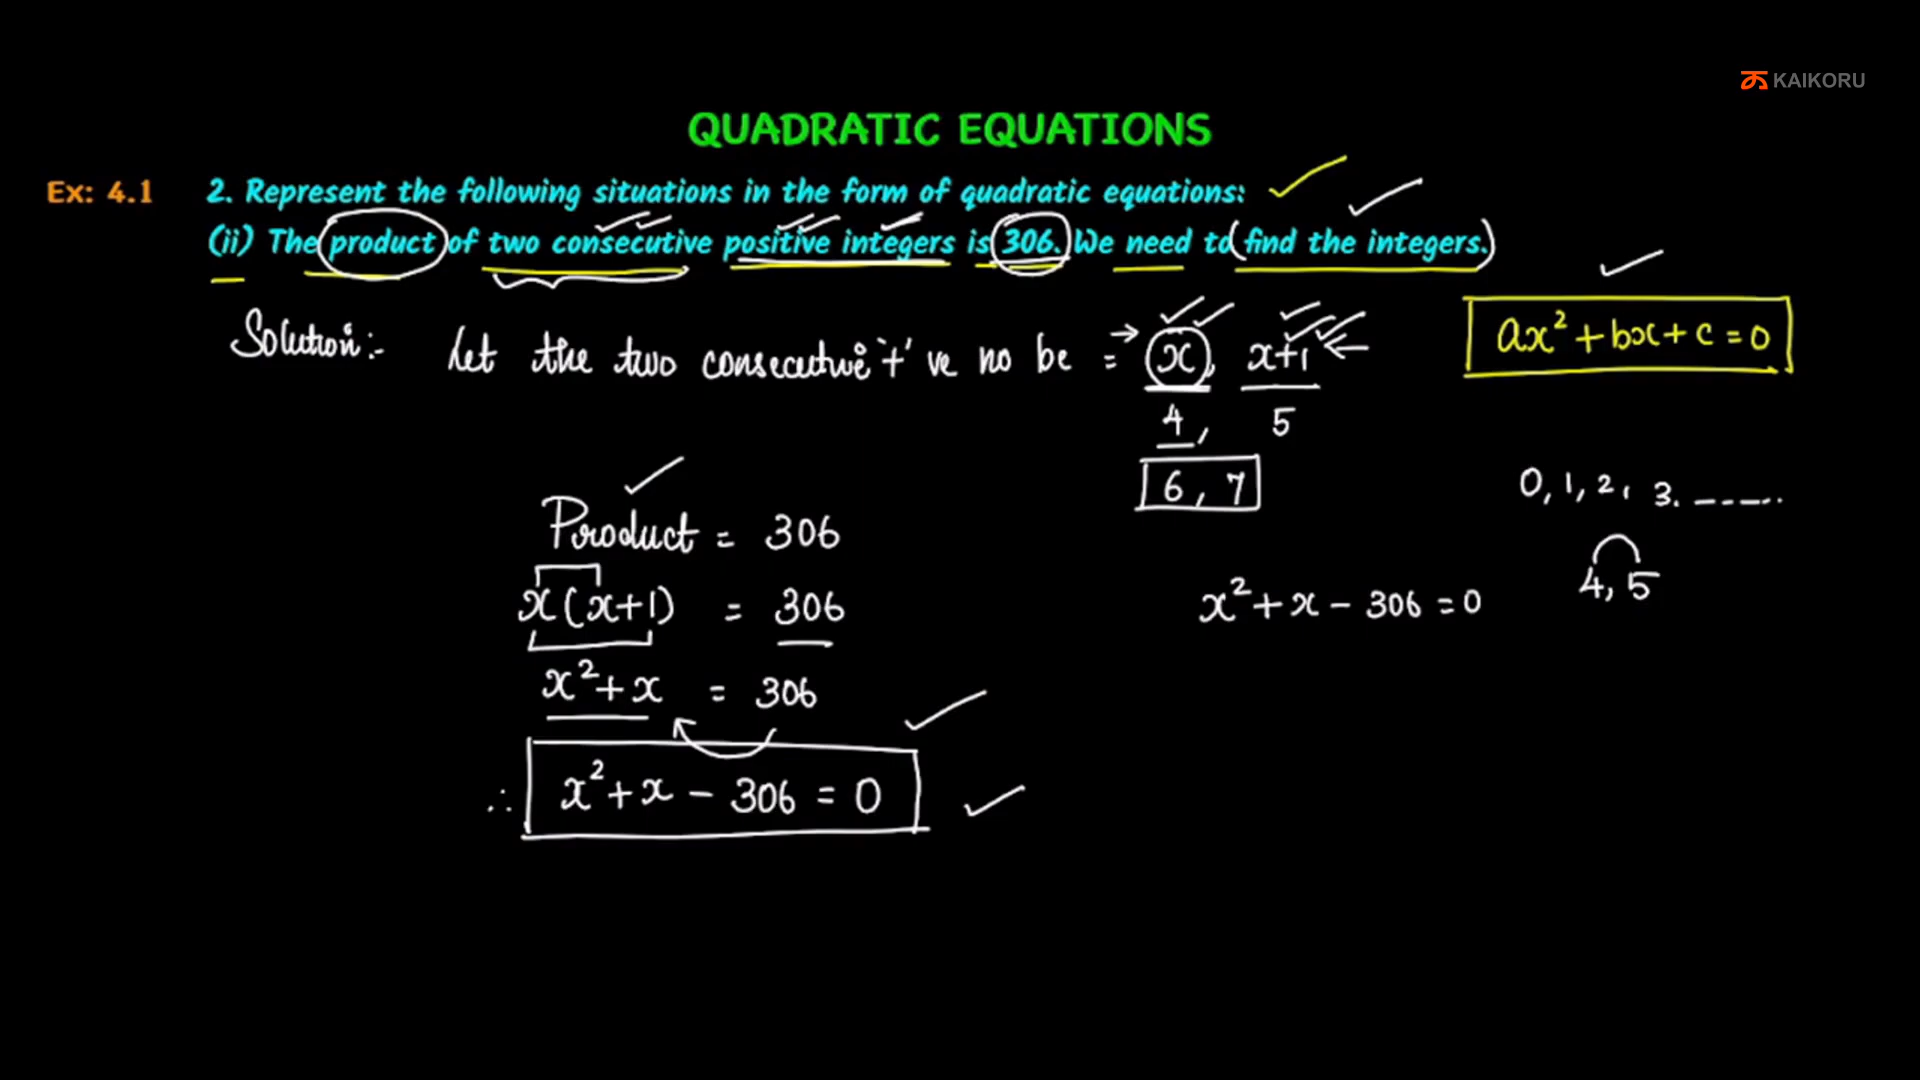 KAIKORU
QUADRATIC EQUATIONS
Ex: 4.1 2. Represent the following situations in the form of quadratic equations:
(ii) The product of two consecutive positive integers is 306. We need to find the integers.
Solution:- Let the two consecutive '+' ve no be = x, x+1
ax² + bx + c = 0
4, 5
6, 7
0, 1, 2, 3. -----..
4, 5
Product = 306
x(x+1) = 306
x² + x - 306 = 0
x² + x = 306
∴ x² + x - 306 = 0